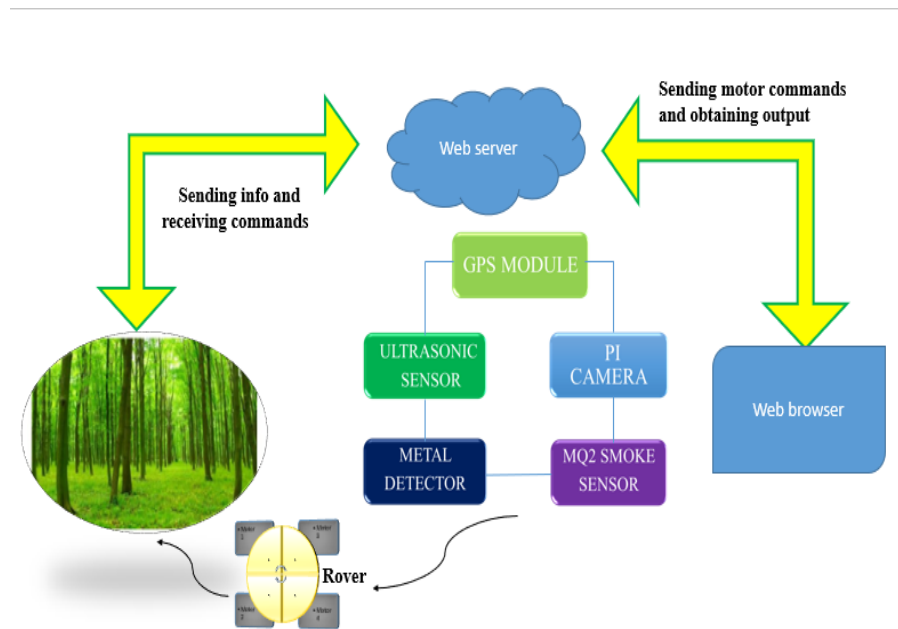 Sending motor commands
and obtaining output
Web server
Sending info and
receiving commands
GPS MODULE
ULTRASONIC
SENSOR
PI
CAMERA
Web browser
METAL
DETECTOR
MQ2 SMOKE
SENSOR
Rover